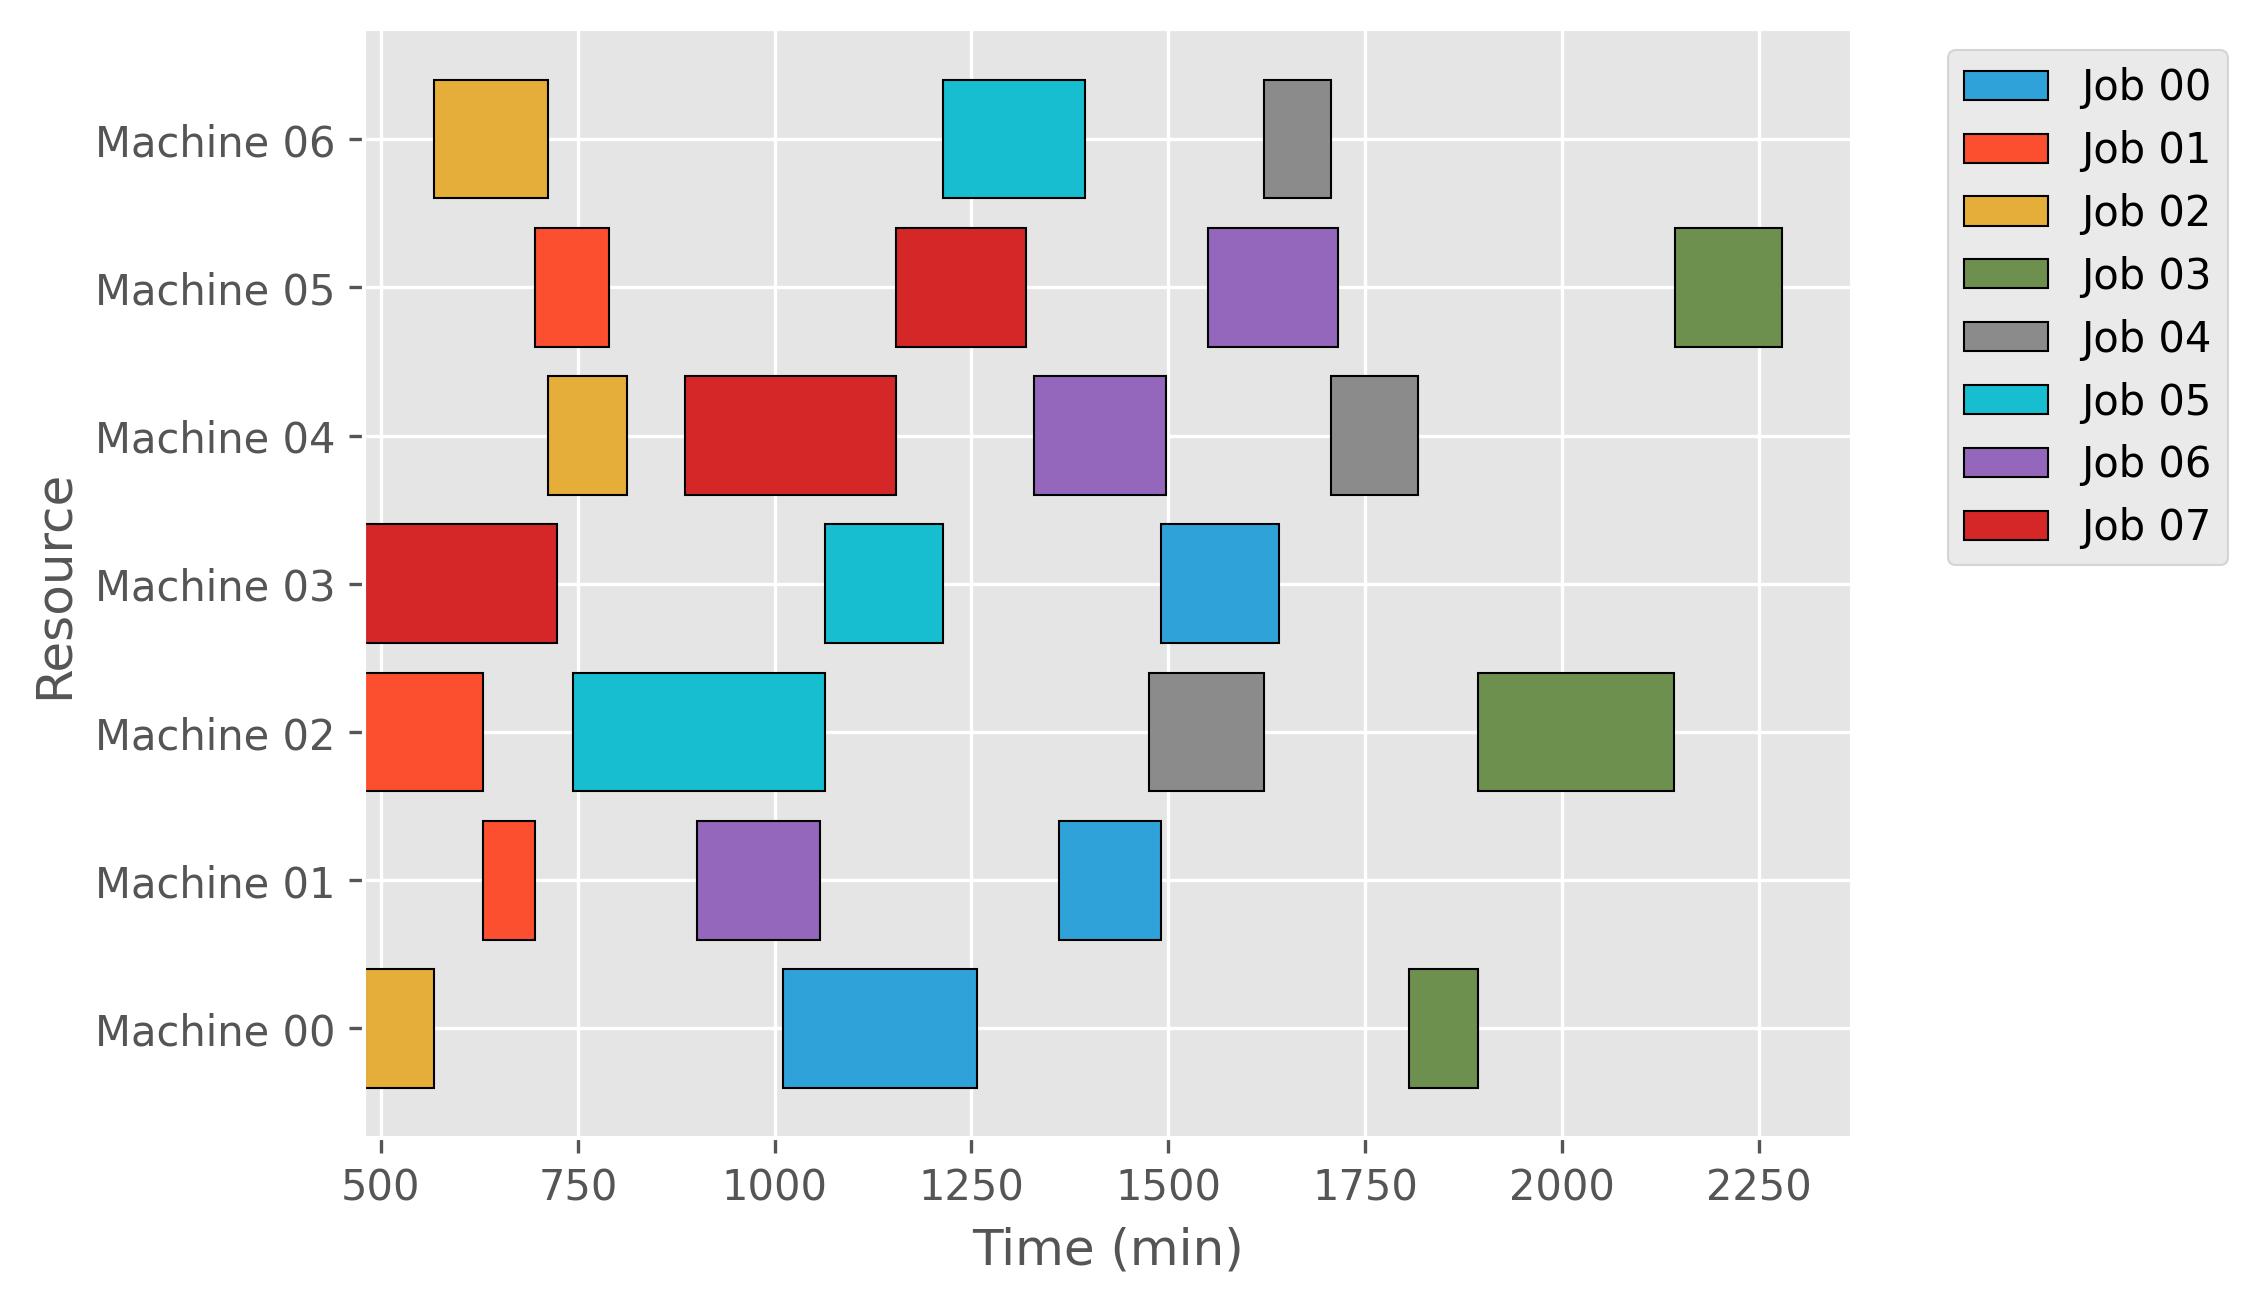 Machine 06
Machine 05
Machine 04
Machine 03
Machine 02
Machine 01
Machine 00
Resource
500 750 1000 1250 1500 1750 2000 2250
Time (min)
Job 00
Job 01
Job 02
Job 03
Job 04
Job 05
Job 06
Job 07